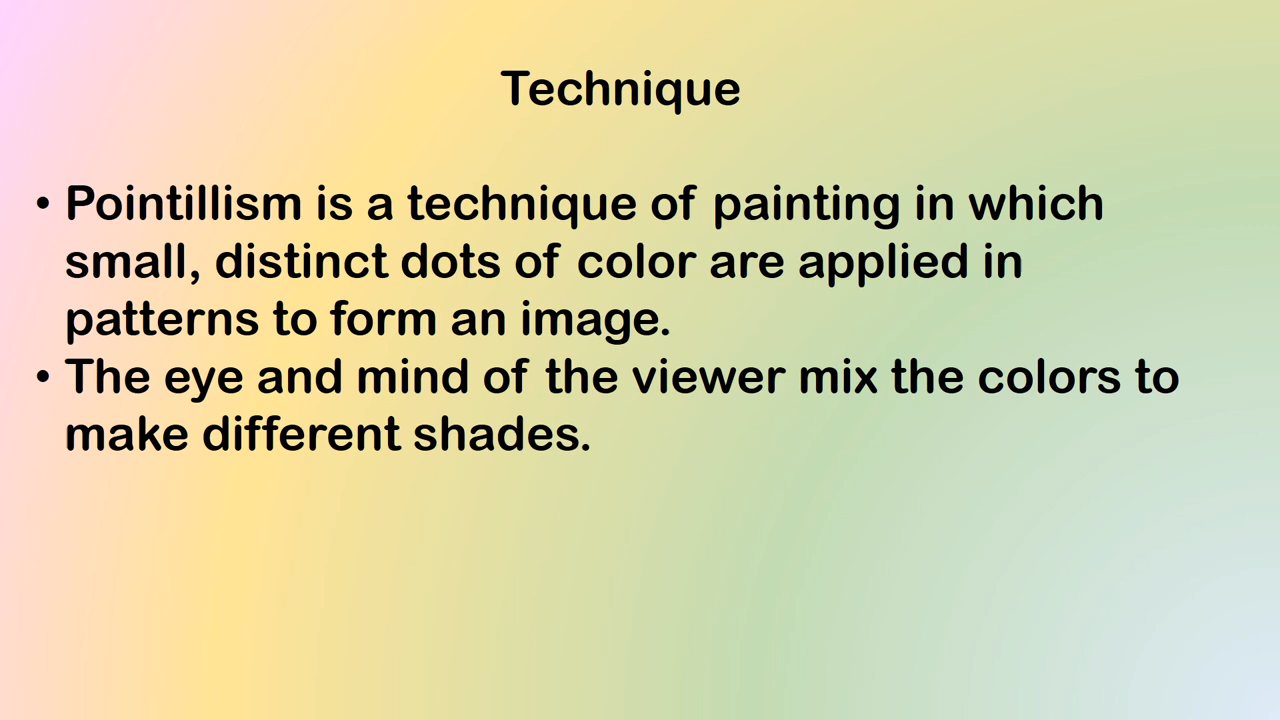 Technique
• Pointillism is a technique of painting in which
small, distinct dots of color are applied in
patterns to form an image.
• The eye and mind of the viewer mix the colors to
make different shades.